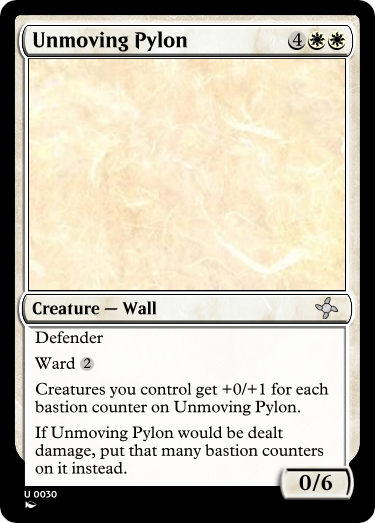 Unmoving Pylon 4
Creature — Wall
Defender
Ward 2
Creatures you control get +0/+1 for each
bastion counter on Unmoving Pylon.
If Unmoving Pylon would be dealt
damage, put that many bastion counters
on it instead.
0/6
U 0030